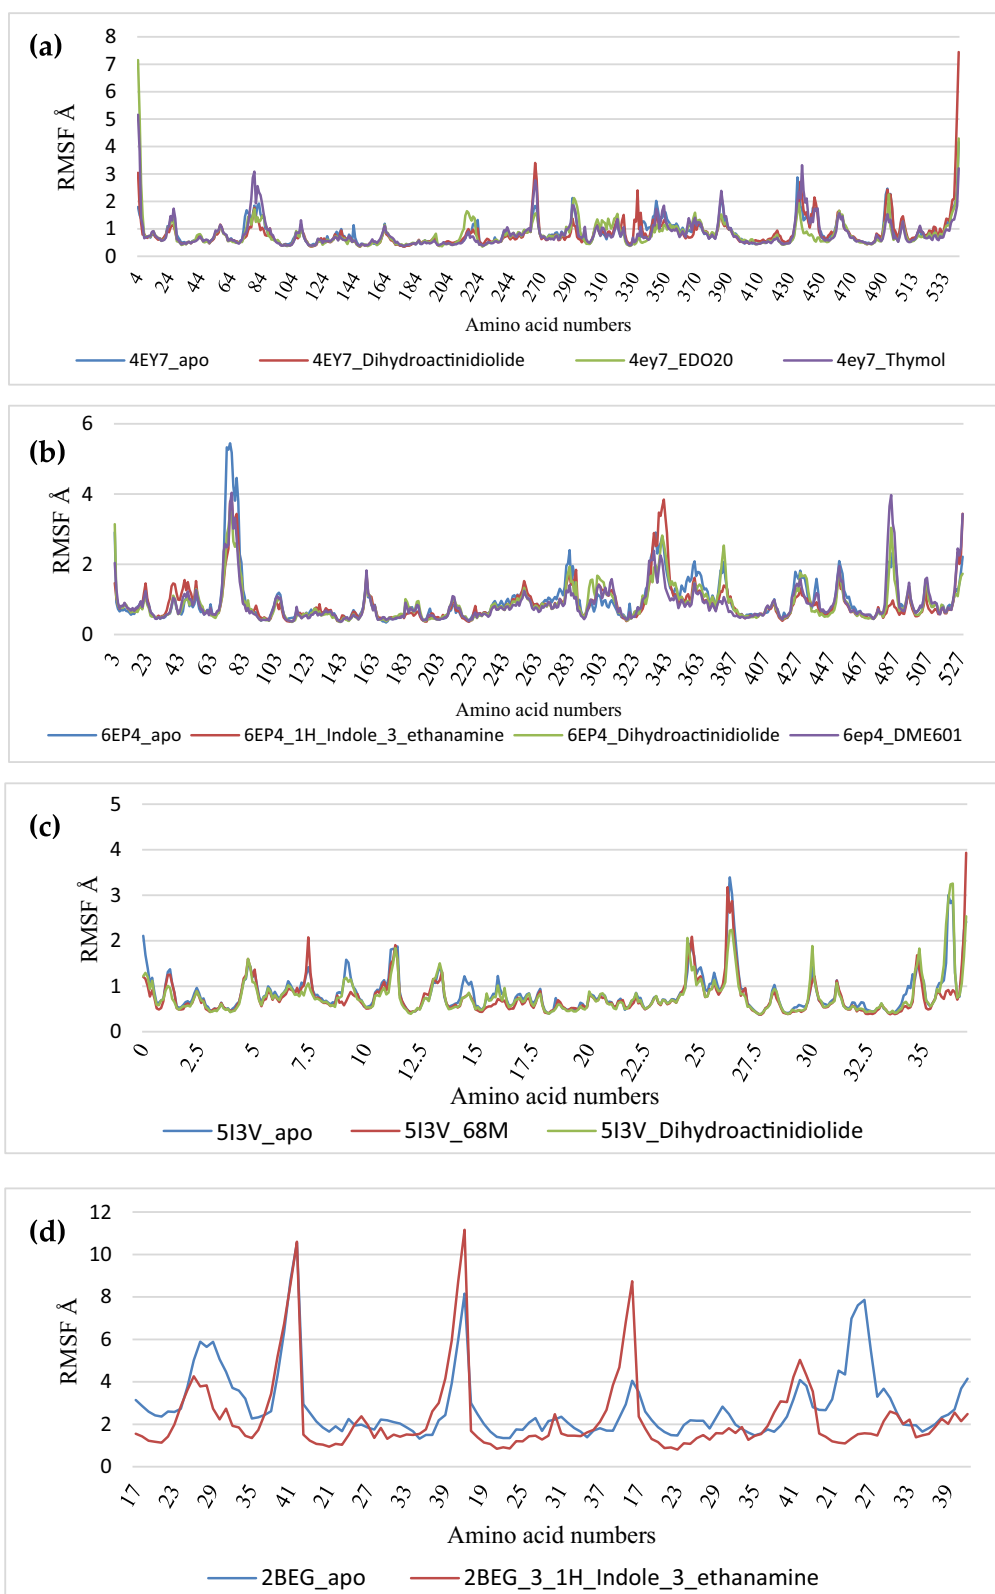 (a)
RMSF Å
8
7
6
5
4
3
2
1
0
4 24 44 64 84 104 124 144 164 184 204 224 244 270 290 310 330 350 370 390 410 430 450 470 490 513 533
Amino acid numbers
4EY7_apo 4EY7_Dihydroactinidiolide 4ey7_EDO20 4ey7_Thymol
(b)
RMSF Å
6
4
2
0
3 23 43 63 83 103 123 143 163 183 203 223 243 263 283 303 323 343 363 387 407 427 447 467 487 507 527
Amino acid numbers
6EP4_apo 6EP4_1H_Indole_3_ethanamine 6EP4_Dihydroactinidiolide 6ep4_DME601
(c)
RMSF Å
5
4
3
2
1
0
0 2.5 5 7.5 10 12.5 15 17.5 20 22.5 25 27.5 30 32.5 35
Amino acid numbers
5I3V_apo 5I3V_68M 5I3V_Dihydroactinidiolide
(d)
RMSF Å
12
10
8
6
4
2
0
17 23 29 35 41 21 27 33 39 19 25 31 37 17 23 29 35 41 21 27 33 39
Amino acid numbers
2BEG_apo 2BEG_3_1H_Indole_3_ethanamine